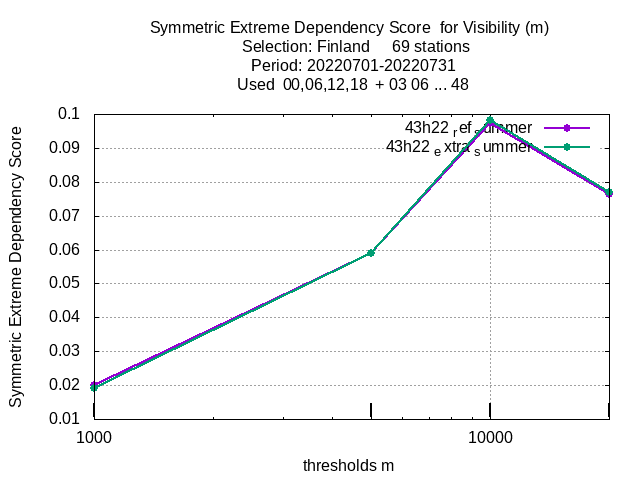 Symmetric Extreme Dependency Score for Visibility (m)
Selection: Finland 69 stations
Period: 20220701-20220731
Used 00,06,12,18 + 03 06 ... 48
43h22 ref summer
43h22 extra summer
0.1
0.09
0.08
0.07
0.06
0.05
0.04
0.03
0.02
0.01
Symmetric Extreme Dependency Score
1000
10000
thresholds m